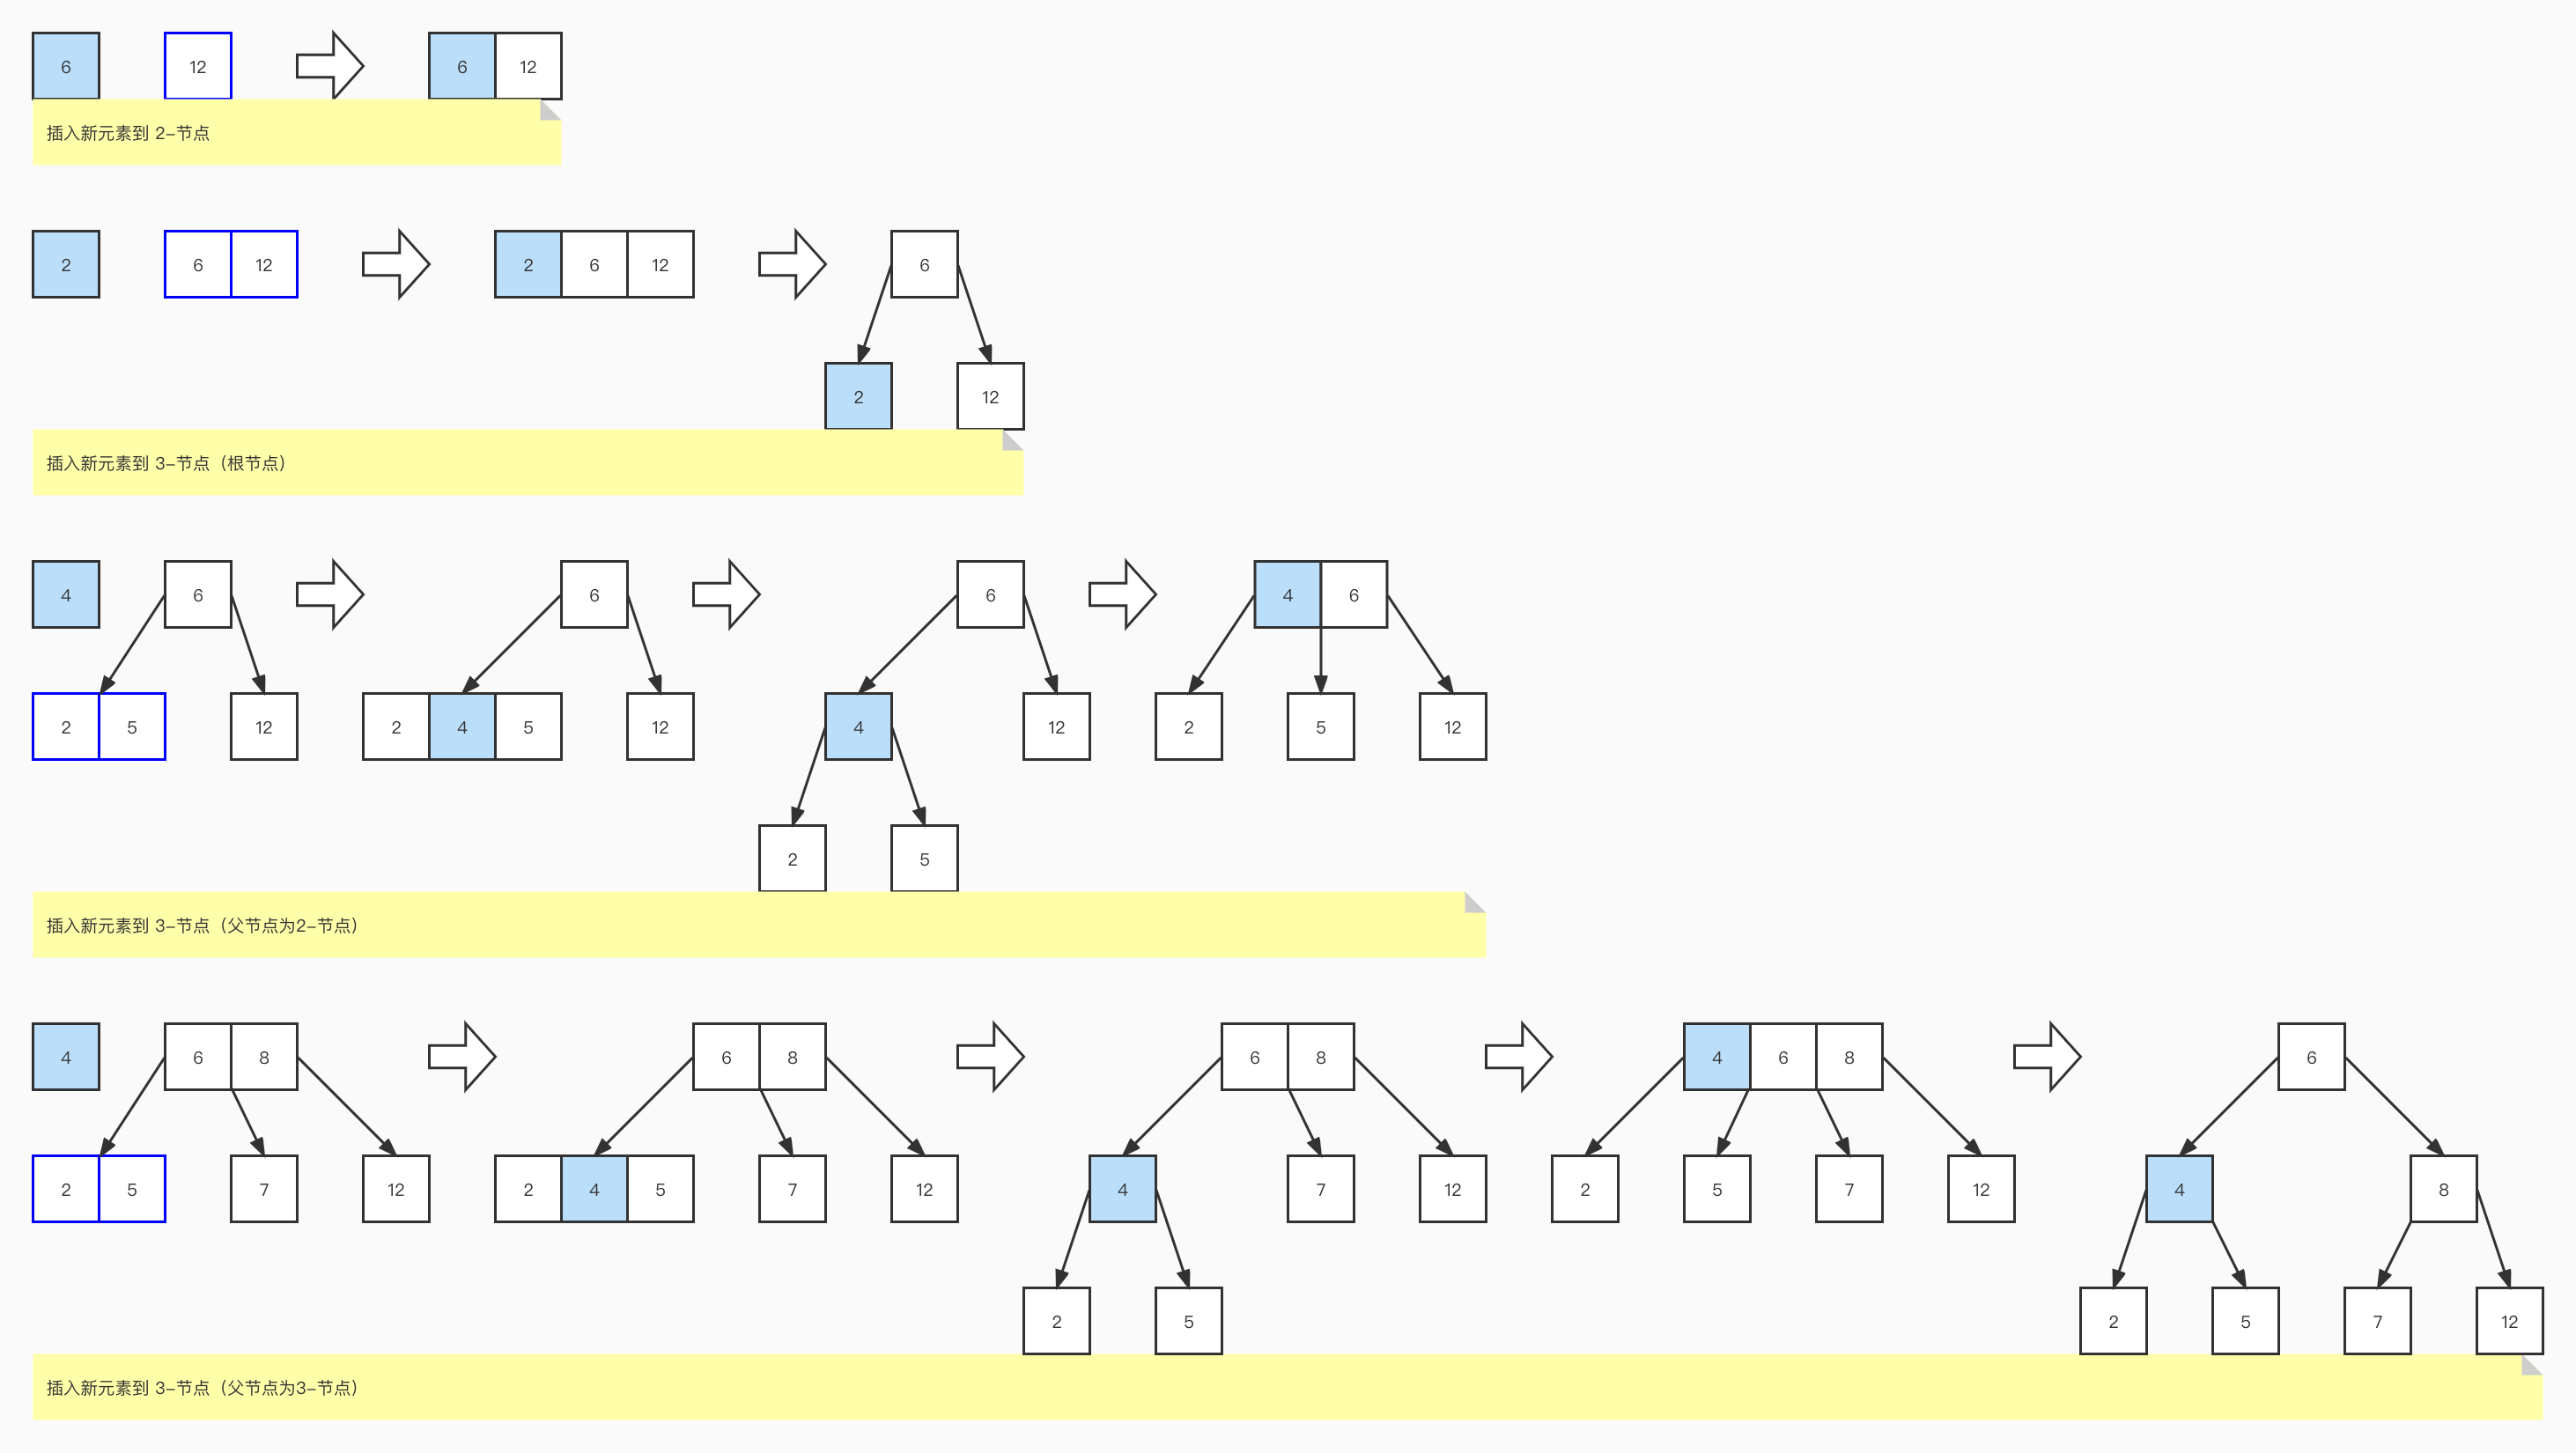 6 12 6 12
插入新元素到 2-节点
2 6 12 2 6 12 6
2 12
插入新元素到 3-节点（根节点）
4 6 6 6 4 6
2 5 12 2 4 5 12 4 12 2 5 12
2 5
插入新元素到 3-节点（父节点为2-节点）
4 6 8 6 8 6 8 4 6 8 6
2 5 7 12 2 4 5 7 12 4 7 12 2 5 7 12 4 8
2 5 2 5 7 12
插入新元素到 3-节点（父节点为3-节点）